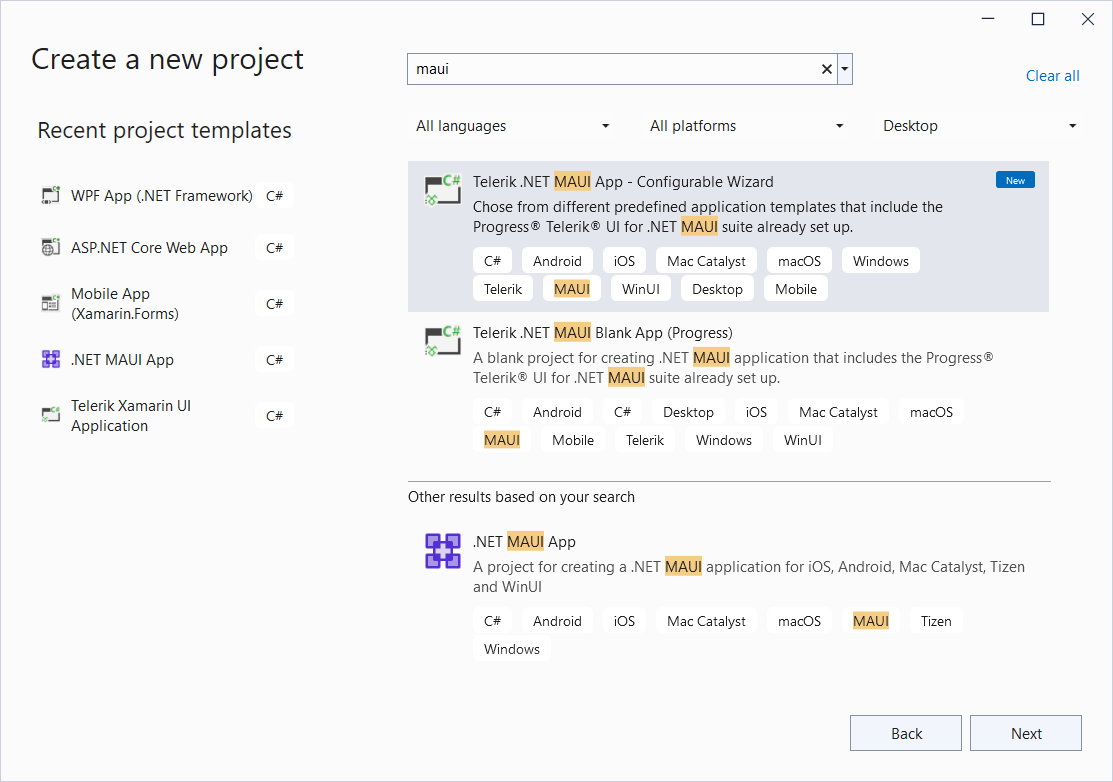 Create a new project
maui
Clear all
All languages
All platforms
Desktop
Recent project templates
WPF App (.NET Framework) C#
ASP.NET Core Web App C#
Mobile App
(Xamarin.Forms) C#
.NET MAUI App C#
Telerik Xamarin UI
Application C#
C#
Telerik .NET MAUI App - Configurable Wizard
New
Chose from different predefined application templates that include the
Progress® Telerik® UI for .NET MAUI suite already set up.
C# Android iOS Mac Catalyst macOS Windows
Telerik MAUI WinUI Desktop Mobile
C#
Telerik .NET MAUI Blank App (Progress)
A blank project for creating .NET MAUI application that includes the Progress®
Telerik® UI for .NET MAUI suite already set up.
C# Android C# Desktop iOS Mac Catalyst macOS
MAUI Mobile Telerik Windows WinUI
Other results based on your search
.NET MAUI App
A project for creating a .NET MAUI application for iOS, Android, Mac Catalyst, Tizen
and WinUI
C# Android iOS Mac Catalyst macOS MAUI Tizen
Windows
Back
Next